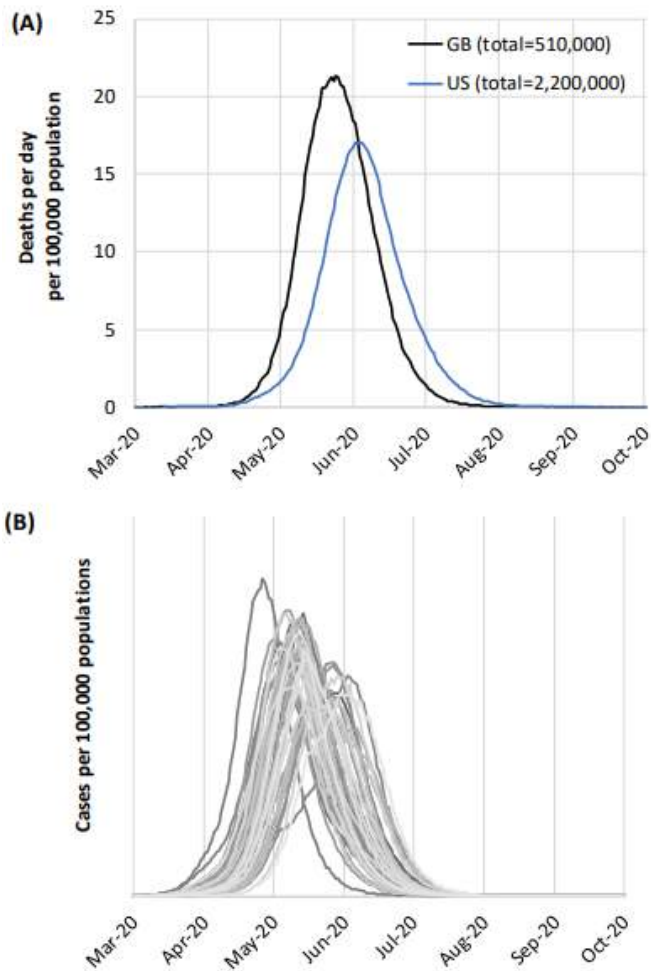 (A)
25
20
15
10
5
0
Deaths per day
per 100,000 population
GB (total=510,000)
US (total=2,200,000)
Mar-20
Apr-20
May-20
Jun-20
Jul-20
Aug-20
Sep-20
Oct-20
(B)
Cases per 100,000 populations
Mar-20
Apr-20
May-20
Jun-20
Jul-20
Aug-20
Sep-20
Oct-20